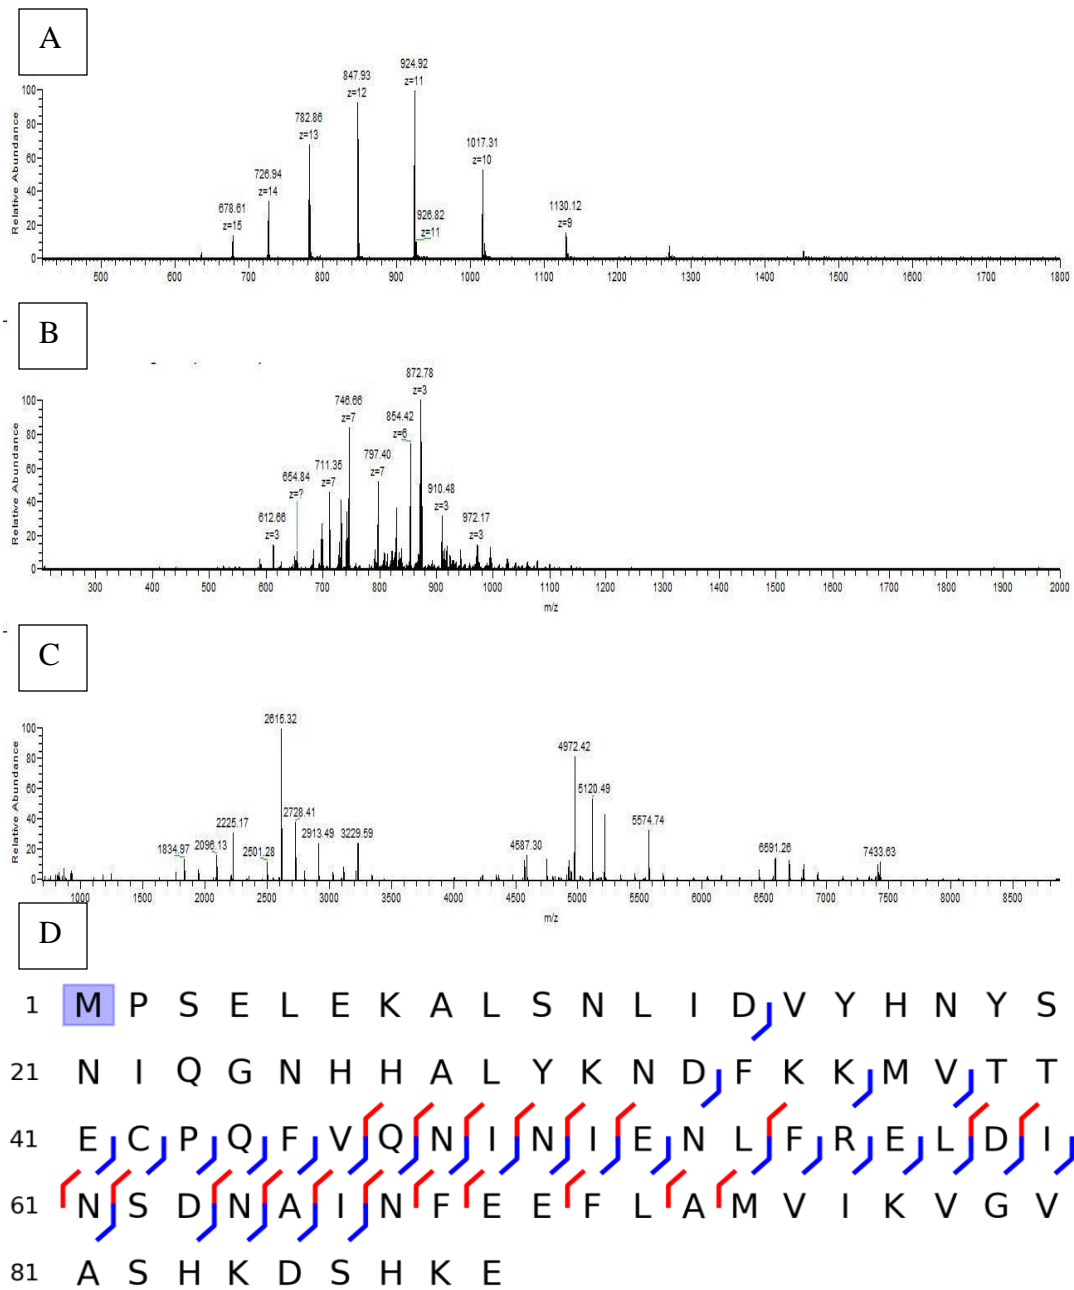 A
924.92
z=11
847.93
z=12
782.86
z=13
1017.31
z=10
726.94
z=14
678.61
z=15
926.82
z=11
1130.12
z=9
Relative Abundance
100
80
60
40
20
0
500 600 700 800 900 1000 1100 1200 1300 1400 1500 1600 1700 1800
B
872.78
z=3
746.66
z=7
854.42
z=6
797.40
z=7
711.35
z=7
654.84
z=?
910.48
z=3
612.66
z=3
972.17
z=3
Relative Abundance
100
80
60
40
20
0
300 400 500 600 700 800 900 1000 1100 1200 1300 1400 1500 1600 1700 1800 1900 2000
m/z
C
2615.32
4972.42
5120.49
2728.41
2225.17
2913.49
3229.59
5574.74
1834.97
2096.13
2501.28
4587.30
6591.26
7433.63
Relative Abundance
100
80
60
40
20
0
1000 1500 2000 2500 3000 3500 4000 4500 5000 5500 6000 6500 7000 7500 8000 8500
m/z
D
1 M P S E L E K A L S N L I D V Y H N Y S
21 N I Q G N H H A L Y K N D F K K M V T T
41 E C P Q F V Q N I N I E N L F R E L D I
61 N S D N A I N F E E F L A M V I K V G V
81 A S H K D S H K E